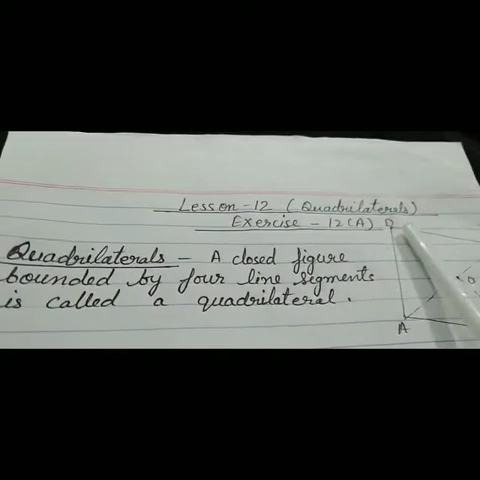 Lesson - 12 (Quadrilaterals)
Exercise - 12(A)
D
Quadrilaterals - A closed figure
bounded by four line segments
is called a quadrilateral.
O
A